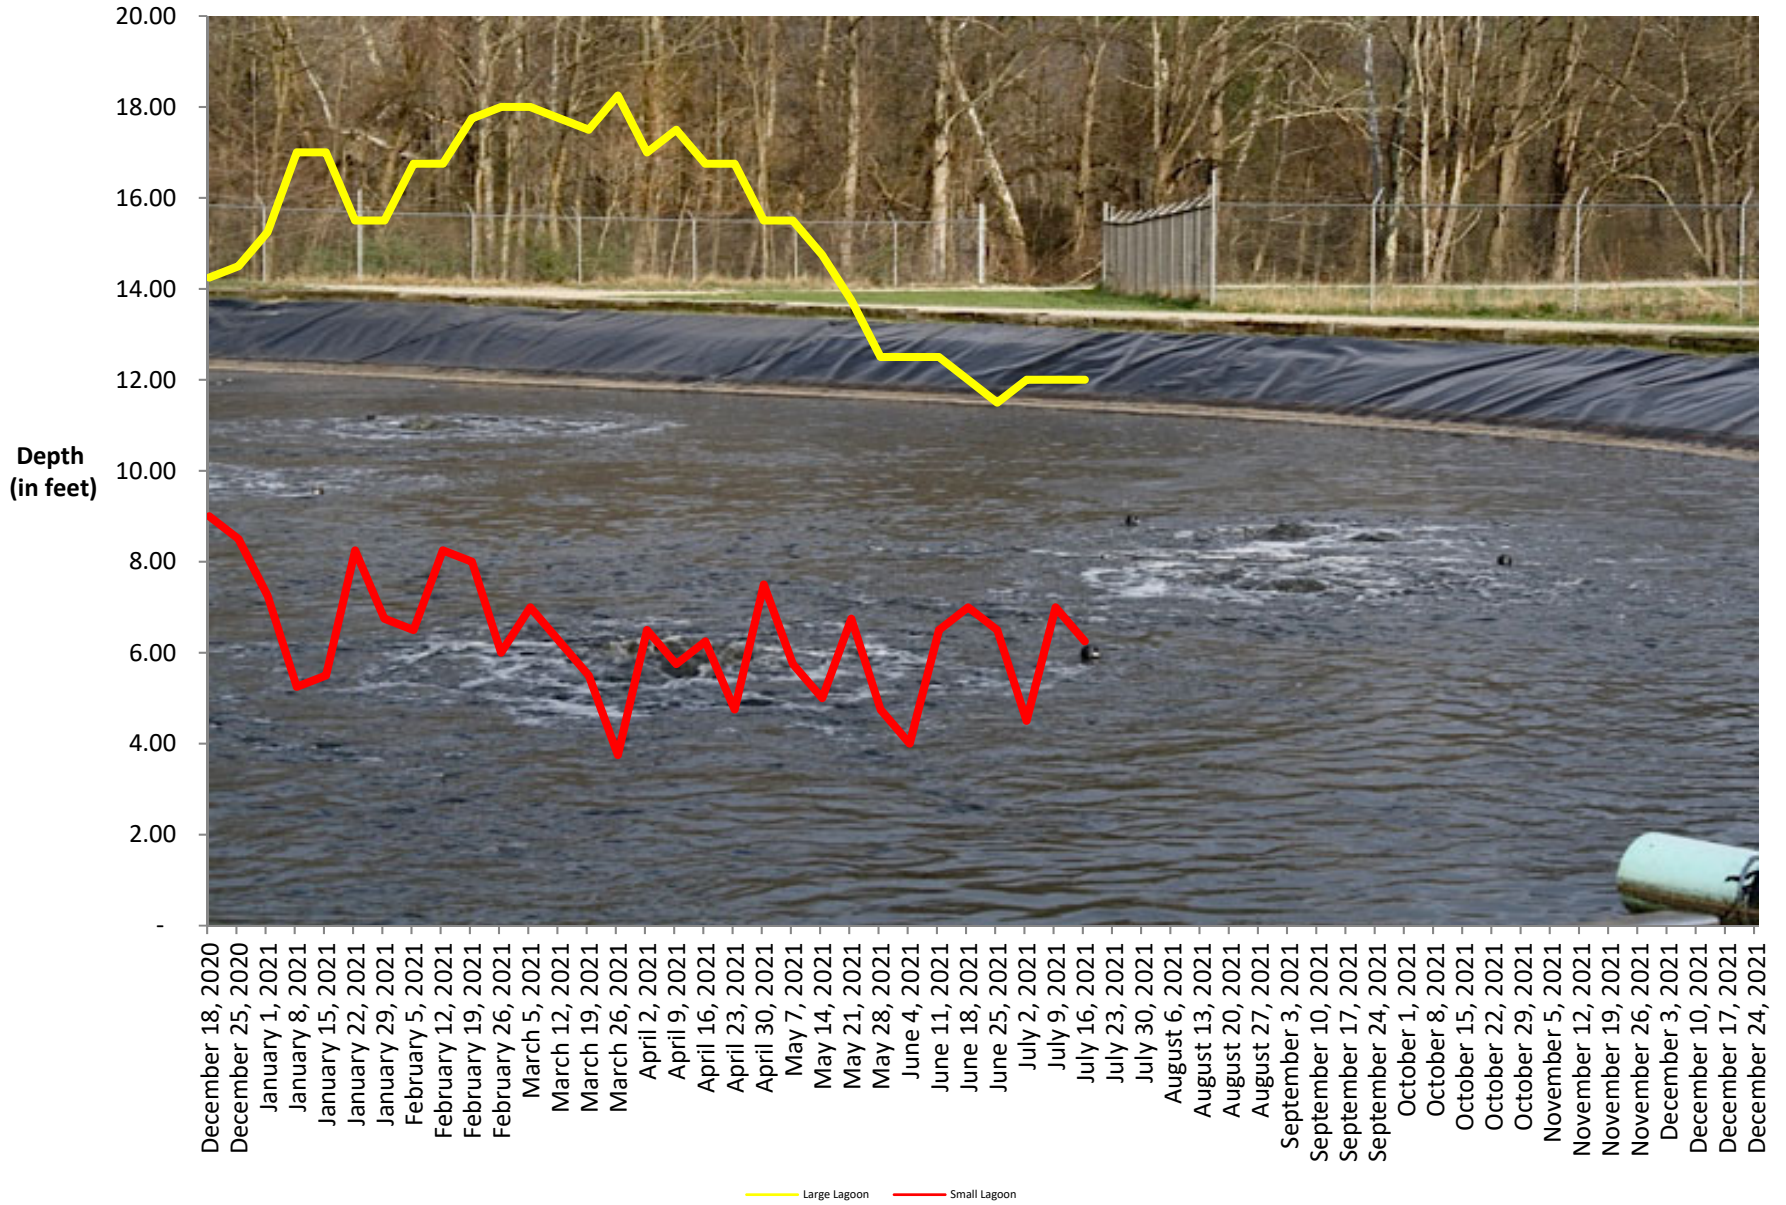 20.00
18.00
16.00
14.00
12.00
10.00
8.00
6.00
4.00
2.00
-
Depth
(in feet)
December 18, 2020
December 25, 2020
January 1, 2021
January 8, 2021
January 15, 2021
January 22, 2021
January 29, 2021
February 5, 2021
February 12, 2021
February 19, 2021
February 26, 2021
March 5, 2021
March 12, 2021
March 19, 2021
March 26, 2021
April 2, 2021
April 9, 2021
April 16, 2021
April 23, 2021
April 30, 2021
May 7, 2021
May 14, 2021
May 21, 2021
May 28, 2021
June 4, 2021
June 11, 2021
June 18, 2021
June 25, 2021
July 2, 2021
July 9, 2021
July 16, 2021
July 23, 2021
July 30, 2021
August 6, 2021
August 13, 2021
August 20, 2021
August 27, 2021
September 3, 2021
September 10, 2021
September 17, 2021
September 24, 2021
October 1, 2021
October 8, 2021
October 15, 2021
October 22, 2021
October 29, 2021
November 5, 2021
November 12, 2021
November 19, 2021
November 26, 2021
December 3, 2021
December 10, 2021
December 17, 2021
December 24, 2021
Large Lagoon
Small Lagoon